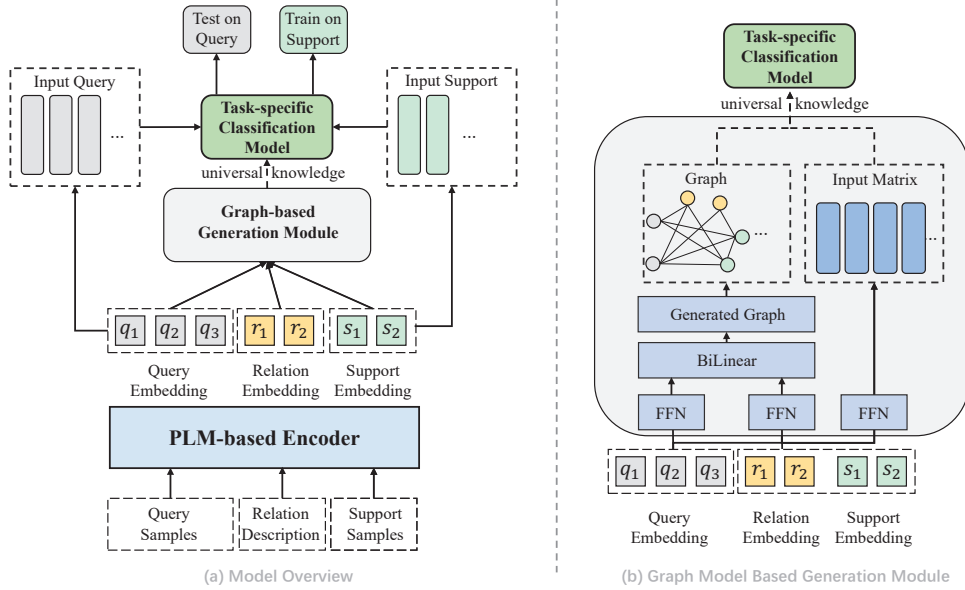 Test on
Query
Train on
Support
Input Query
...
Task-specific
Classification
Model
Input Support
...
universal knowledge
Graph-based
Generation Module
q1 q2 q3
r1 r2
s1 s2
Query
Embedding
Relation
Embedding
Support
Embedding
PLM-based Encoder
Query
Samples
Relation
Description
Support
Samples
(a) Model Overview
Task-specific
Classification
Model
universal knowledge
Graph
...
Input Matrix
...
Generated Graph
BiLinear
FFN
FFN
FFN
q1 q2 q3
r1 r2
s1 s2
Query
Embedding
Relation
Embedding
Support
Embedding
(b) Graph Model Based Generation Module